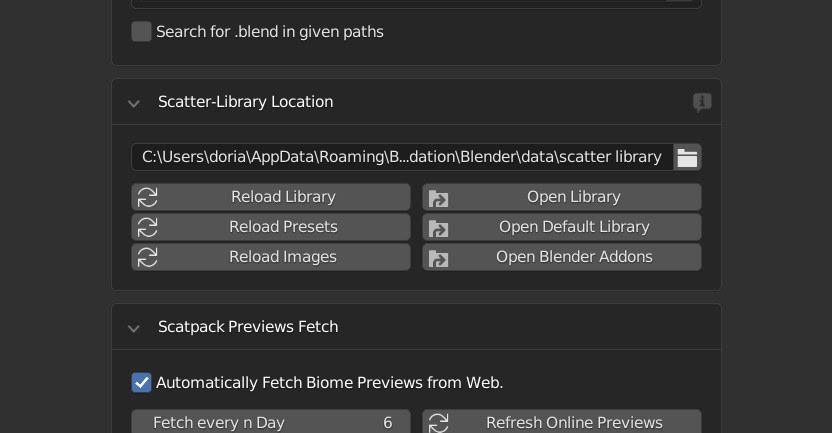 Search for .blend in given paths
Scatter-Library Location
C:\Users\doria\AppData\Roaming\B...dation\Blender\data\scatter library
Reload Library
Open Library
Reload Presets
Open Default Library
Reload Images
Open Blender Addons
Scatpack Previews Fetch
Automatically Fetch Biome Previews from Web.
Fetch every n Day 6
Refresh Online Previews